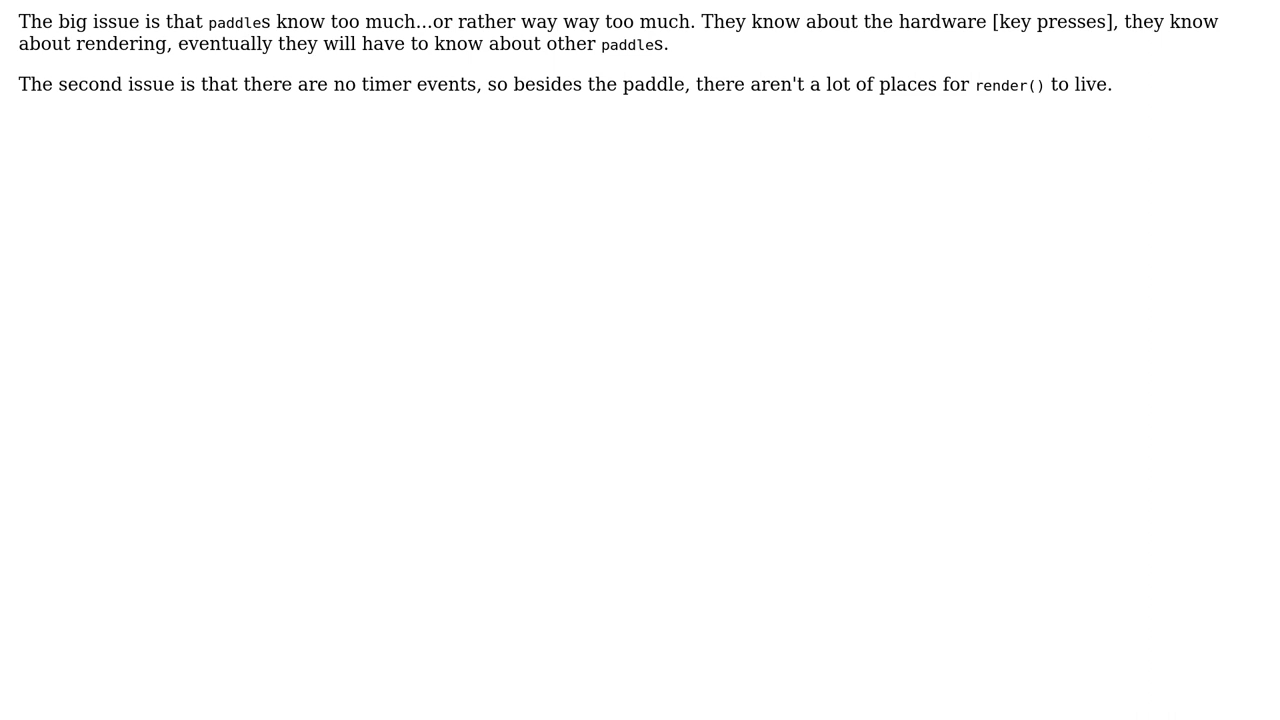 The big issue is that paddles know too much...or rather way way too much. They know about the hardware [key presses], they know
about rendering, eventually they will have to know about other paddles.
The second issue is that there are no timer events, so besides the paddle, there aren't a lot of places for render() to live.